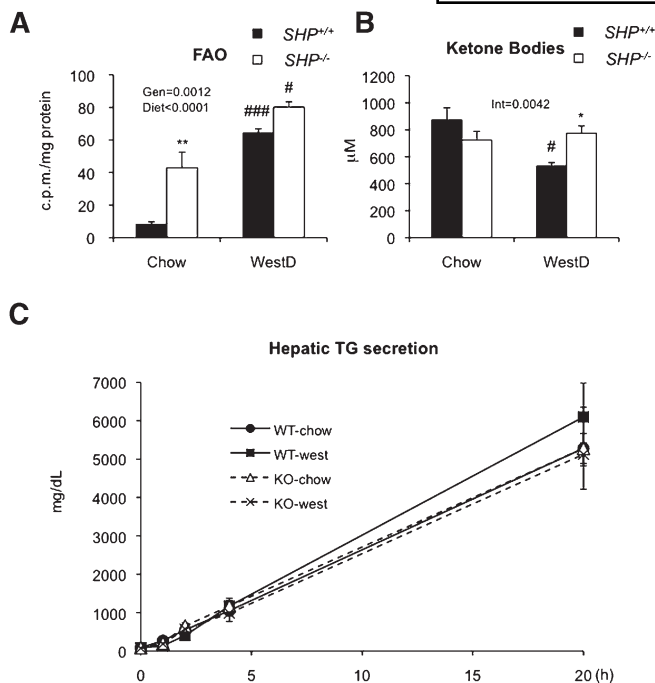 A
SHP+/+
SHP-/-
FAO
Gen=0.0012
Diet<0.0001
c.p.m./mg protein
100
80
60
40
20
0
**
###
#
Chow
WestD
B
SHP+/+
SHP-/-
Ketone Bodies
Int=0.0042
μM
1200
1000
800
600
400
200
0
#
*
Chow
WestD
C
Hepatic TG secretion
mg/dL
7000
6000
5000
4000
3000
2000
1000
0
WT-chow
WT-west
KO-chow
KO-west
0
5
10
15
20 (h)